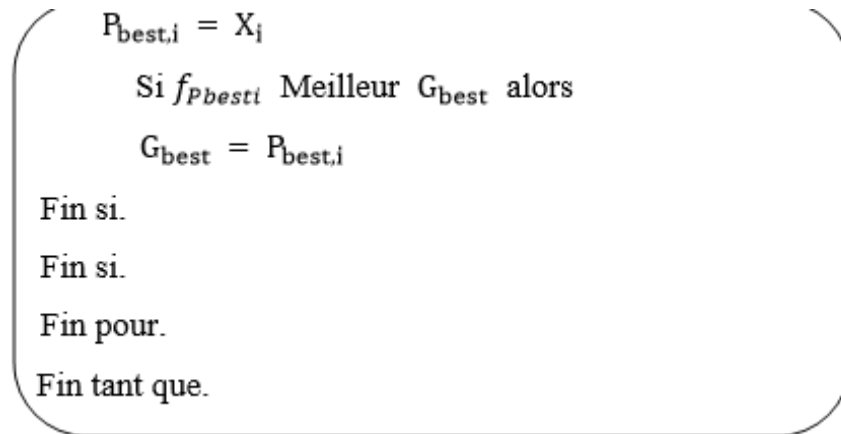 P_best,i = X_i
Si f_Pbesti Meilleur G_best alors
G_best = P_best,i
Fin si.
Fin si.
Fin pour.
Fin tant que.